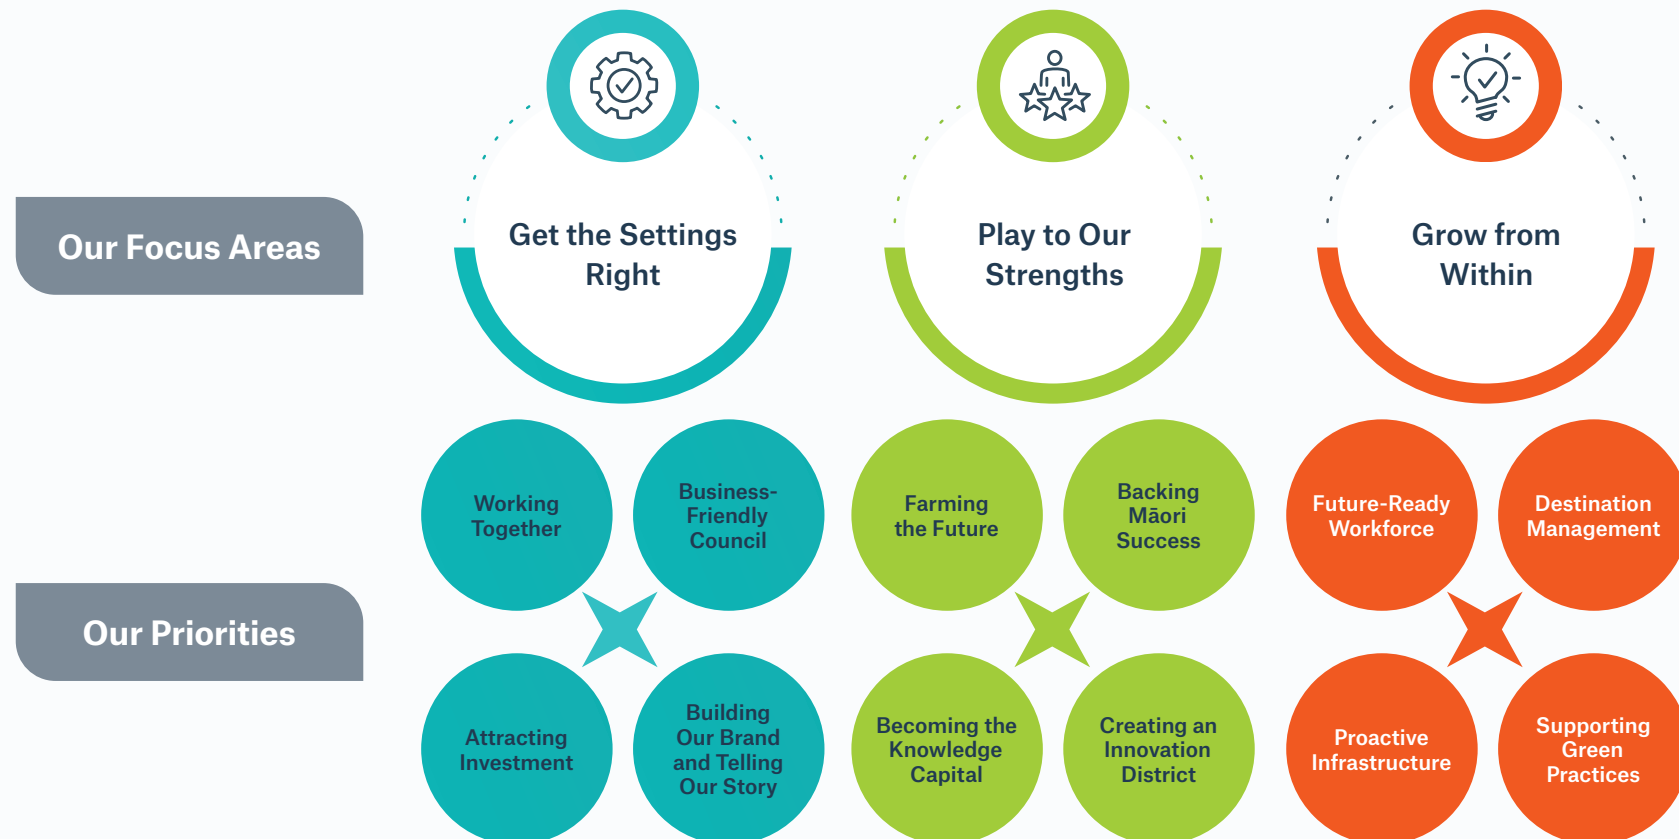 Our Focus Areas
Get the Settings
Right
Play to Our
Strengths
Grow from
Within
Our Priorities
Working
Together
Business-
Friendly
Council
Attracting
Investment
Building
Our Brand
and Telling
Our Story
Farming
the Future
Backing
Māori
Success
Becoming the
Knowledge
Capital
Creating an
Innovation
District
Future-Ready
Workforce
Destination
Management
Proactive
Infrastructure
Supporting
Green
Practices